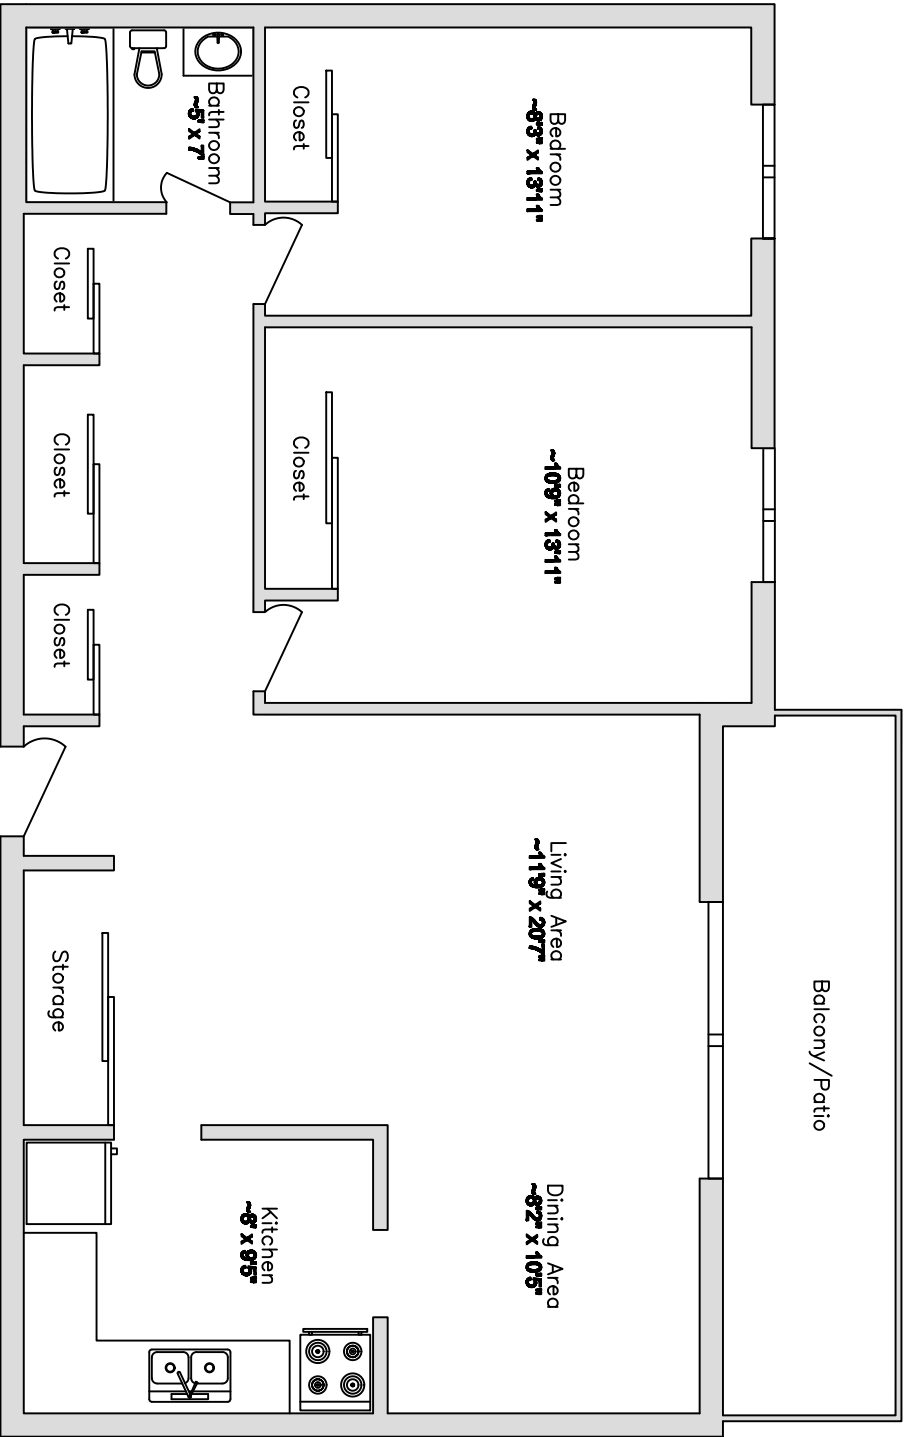 Balcony/Patio
Bedroom
~8'3" x 13'11"
Bedroom
~10'9" x 13'11"
Living Area
~11'9" x 20'7"
Dining Area
~8'2" x 10'5"
Closet
Closet
Kitchen
~8' x 9'5"
Bathroom
~5' x 7'
Closet
Closet
Closet
Storage